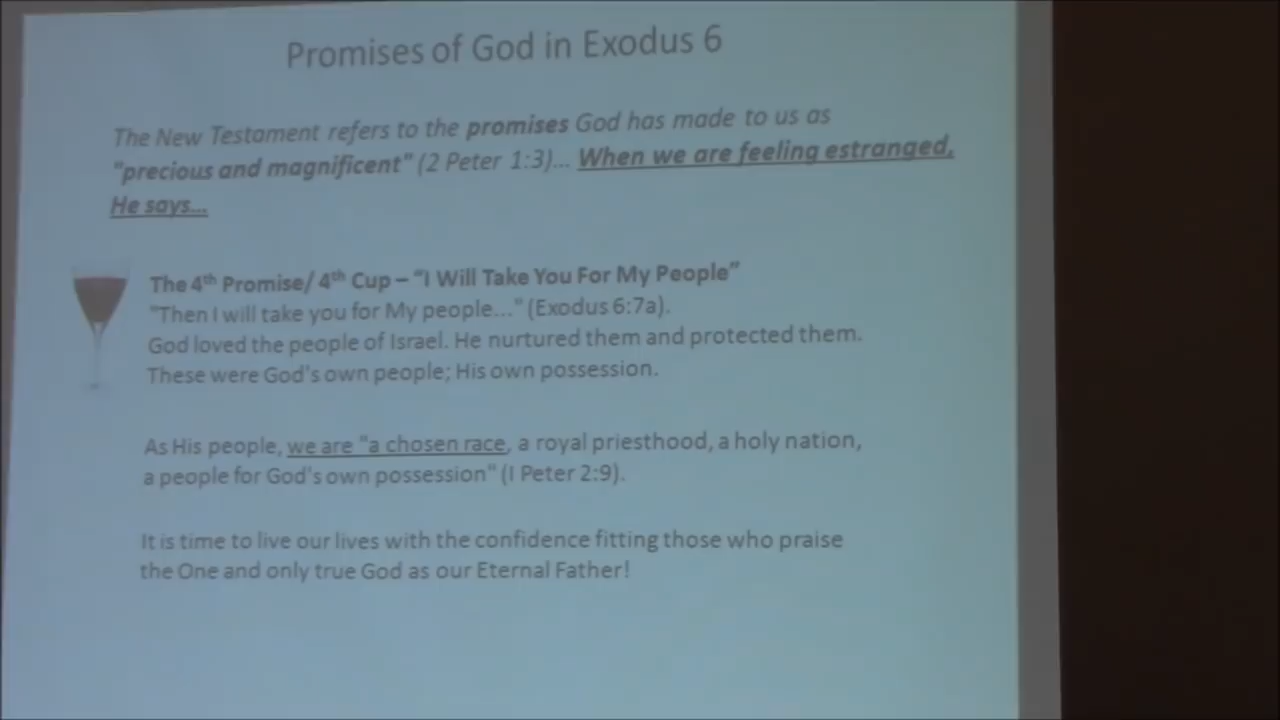 Promises of God in Exodus 6
The New Testament refers to the promises God has made to us as
"precious and magnificent" (2 Peter 1:3)... When we are feeling estranged,
He says...
The 4th Promise/ 4th Cup – "I Will Take You For My People"
"Then I will take you for My people..." (Exodus 6:7a).
God loved the people of Israel. He nurtured them and protected them.
These were God's own people; His own possession.
As His people, we are "a chosen race, a royal priesthood, a holy nation,
a people for God's own possession" (I Peter 2:9).
It is time to live our lives with the confidence fitting those who praise
the One and only true God as our Eternal Father!